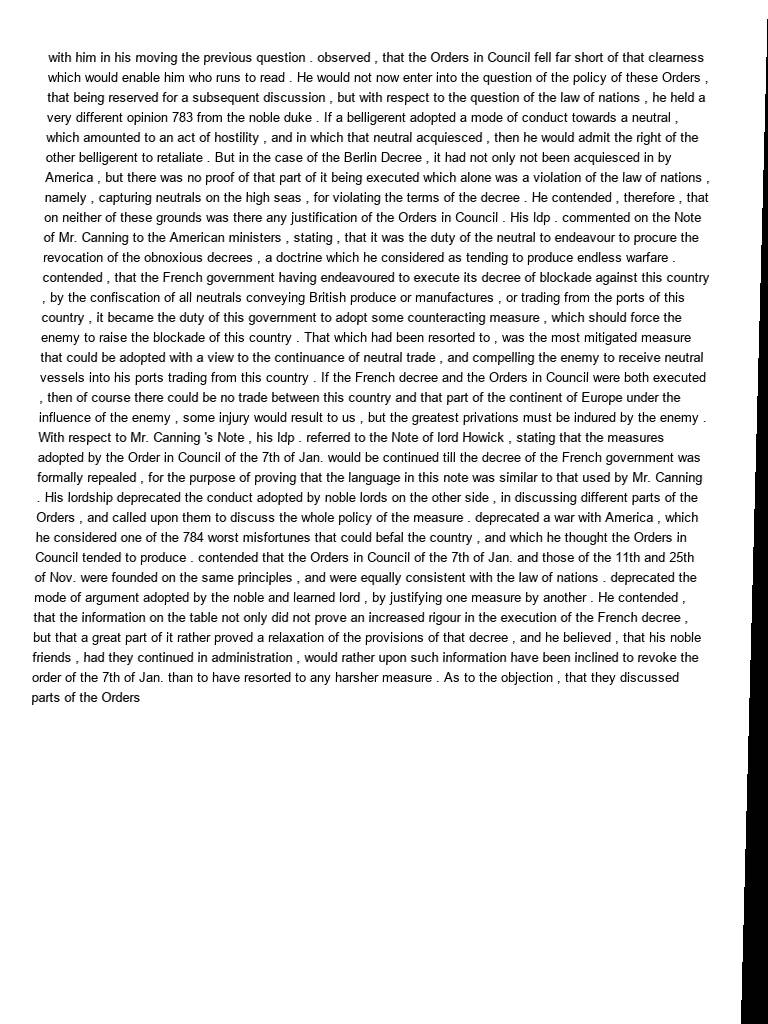 with him in his moving the previous question . observed , that the Orders in Council fell far short of that clearness
which would enable him who runs to read . He would not now enter into the question of the policy of these Orders ,
that being reserved for a subsequent discussion , but with respect to the question of the law of nations , he held a
very different opinion 783 from the noble duke . If a belligerent adopted a mode of conduct towards a neutral ,
which amounted to an act of hostility , and in which that neutral acquiesced , then he would admit the right of the
other belligerent to retaliate . But in the case of the Berlin Decree , it had not only not been acquiesced in by
America , but there was no proof of that part of it being executed which alone was a violation of the law of nations ,
namely , capturing neutrals on the high seas , for violating the terms of the decree . He contended , therefore , that
on neither of these grounds was there any justification of the Orders in Council . His ldp . commented on the Note
of Mr. Canning to the American ministers , stating , that it was the duty of the neutral to endeavour to procure the
revocation of the obnoxious decrees , a doctrine which he considered as tending to produce endless warfare .
contended , that the French government having endeavoured to execute its decree of blockade against this country
, by the confiscation of all neutrals conveying British produce or manufactures , or trading from the ports of this
country , it became the duty of this government to adopt some counteracting measure , which should force the
enemy to raise the blockade of this country . That which had been resorted to , was the most mitigated measure
that could be adopted with a view to the continuance of neutral trade , and compelling the enemy to receive neutral
vessels into his ports trading from this country . If the French decree and the Orders in Council were both executed
, then of course there could be no trade between this country and that part of the continent of Europe under the
influence of the enemy , some injury would result to us , but the greatest privations must be indured by the enemy .
With respect to Mr. Canning 's Note , his ldp . referred to the Note of lord Howick , stating that the measures
adopted by the Order in Council of the 7th of Jan. would be continued till the decree of the French government was
formally repealed , for the purpose of proving that the language in this note was similar to that used by Mr. Canning
. His lordship deprecated the conduct adopted by noble lords on the other side , in discussing different parts of the
Orders , and called upon them to discuss the whole policy of the measure . deprecated a war with America , which
he considered one of the 784 worst misfortunes that could befal the country , and which he thought the Orders in
Council tended to produce . contended that the Orders in Council of the 7th of Jan. and those of the 11th and 25th
of Nov. were founded on the same principles , and were equally consistent with the law of nations . deprecated the
mode of argument adopted by the noble and learned lord , by justifying one measure by another . He contended ,
that the information on the table not only did not prove an increased rigour in the execution of the French decree ,
but that a great part of it rather proved a relaxation of the provisions of that decree , and he believed , that his noble
friends , had they continued in administration , would rather upon such information have been inclined to revoke the
order of the 7th of Jan. than to have resorted to any harsher measure . As to the objection , that they discussed
parts of the Orders